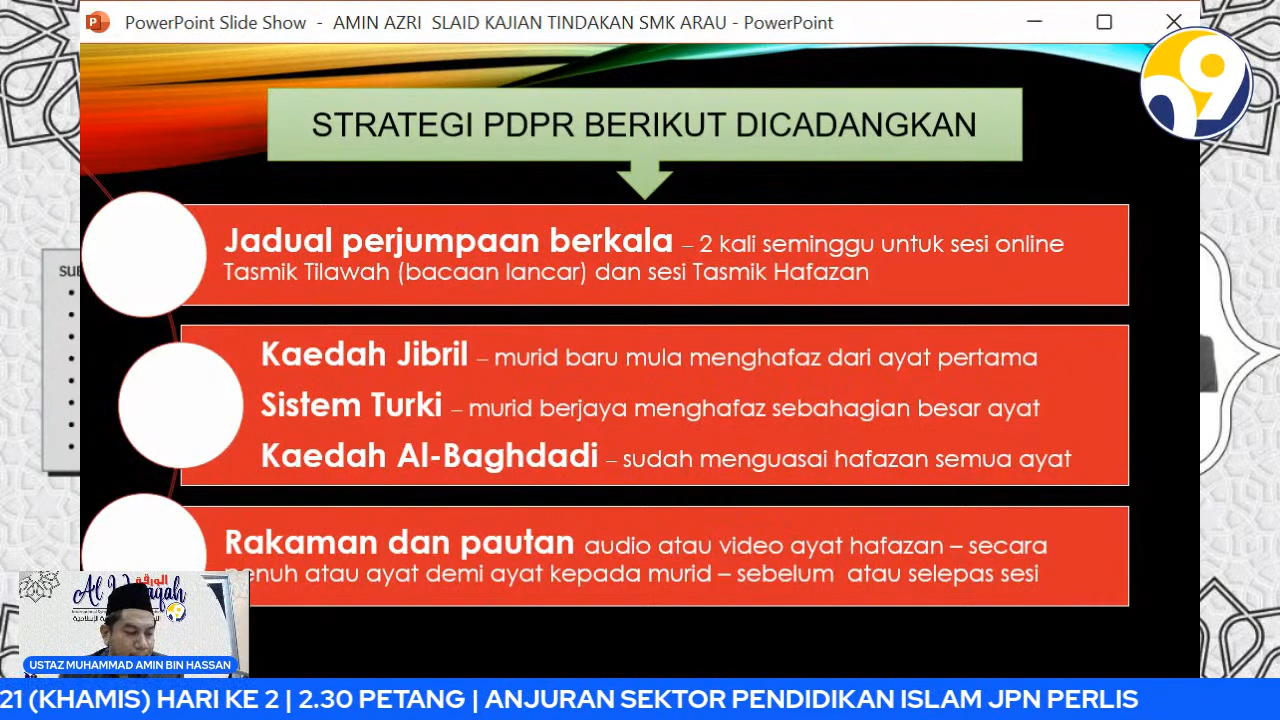 PowerPoint Slide Show - AMIN AZRI SLAID KAJIAN TINDAKAN SMK ARAU - PowerPoint
STRATEGI PDPR BERIKUT DICADANGKAN
Jadual perjumpaan berkala – 2 kali seminggu untuk sesi online
Tasmik Tilawah (bacaan lancar) dan sesi Tasmik Hafazan
Kaedah Jibril – murid baru mula menghafaz dari ayat pertama
Sistem Turki – murid berjaya menghafaz sebahagian besar ayat
Kaedah Al-Baghdadi – sudah menguasai hafazan semua ayat
Rakaman dan pautan audio atau video ayat hafazan – secara
penuh atau ayat demi ayat kepada murid – sebelum atau selepas sesi
الورقة
USTAZ MUHAMMAD AMIN BIN HASSAN
21 (KHAMIS) HARI KE 2 | 2.30 PETANG | ANJURAN SEKTOR PENDIDIKAN ISLAM JPN PERLIS